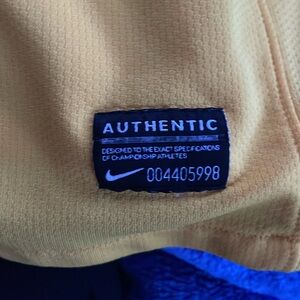 AUTHENTIC
DESIGNED TO THE EXACT SPECIFICATIONS
OF CHAMPIONSHIP ATHLETES
004405998